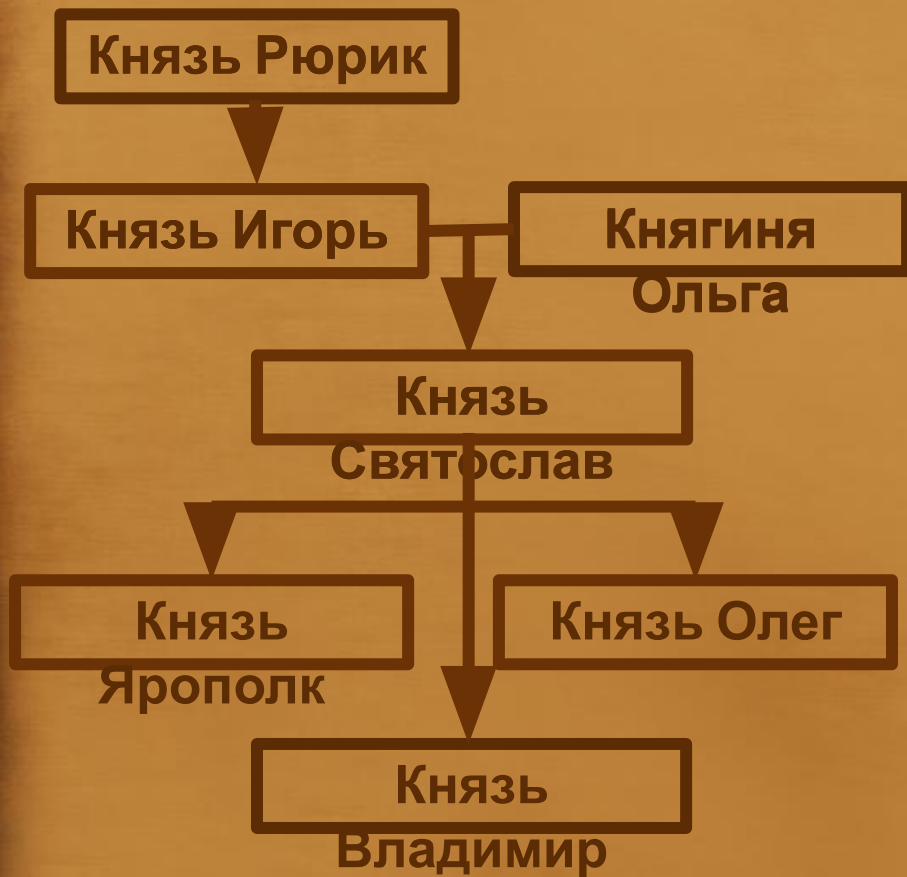 Князь Рюрик
Князь Игорь
Княгиня
Ольга
Князь
Святослав
Князь
Ярополк
Князь Олег
Князь
Владимир